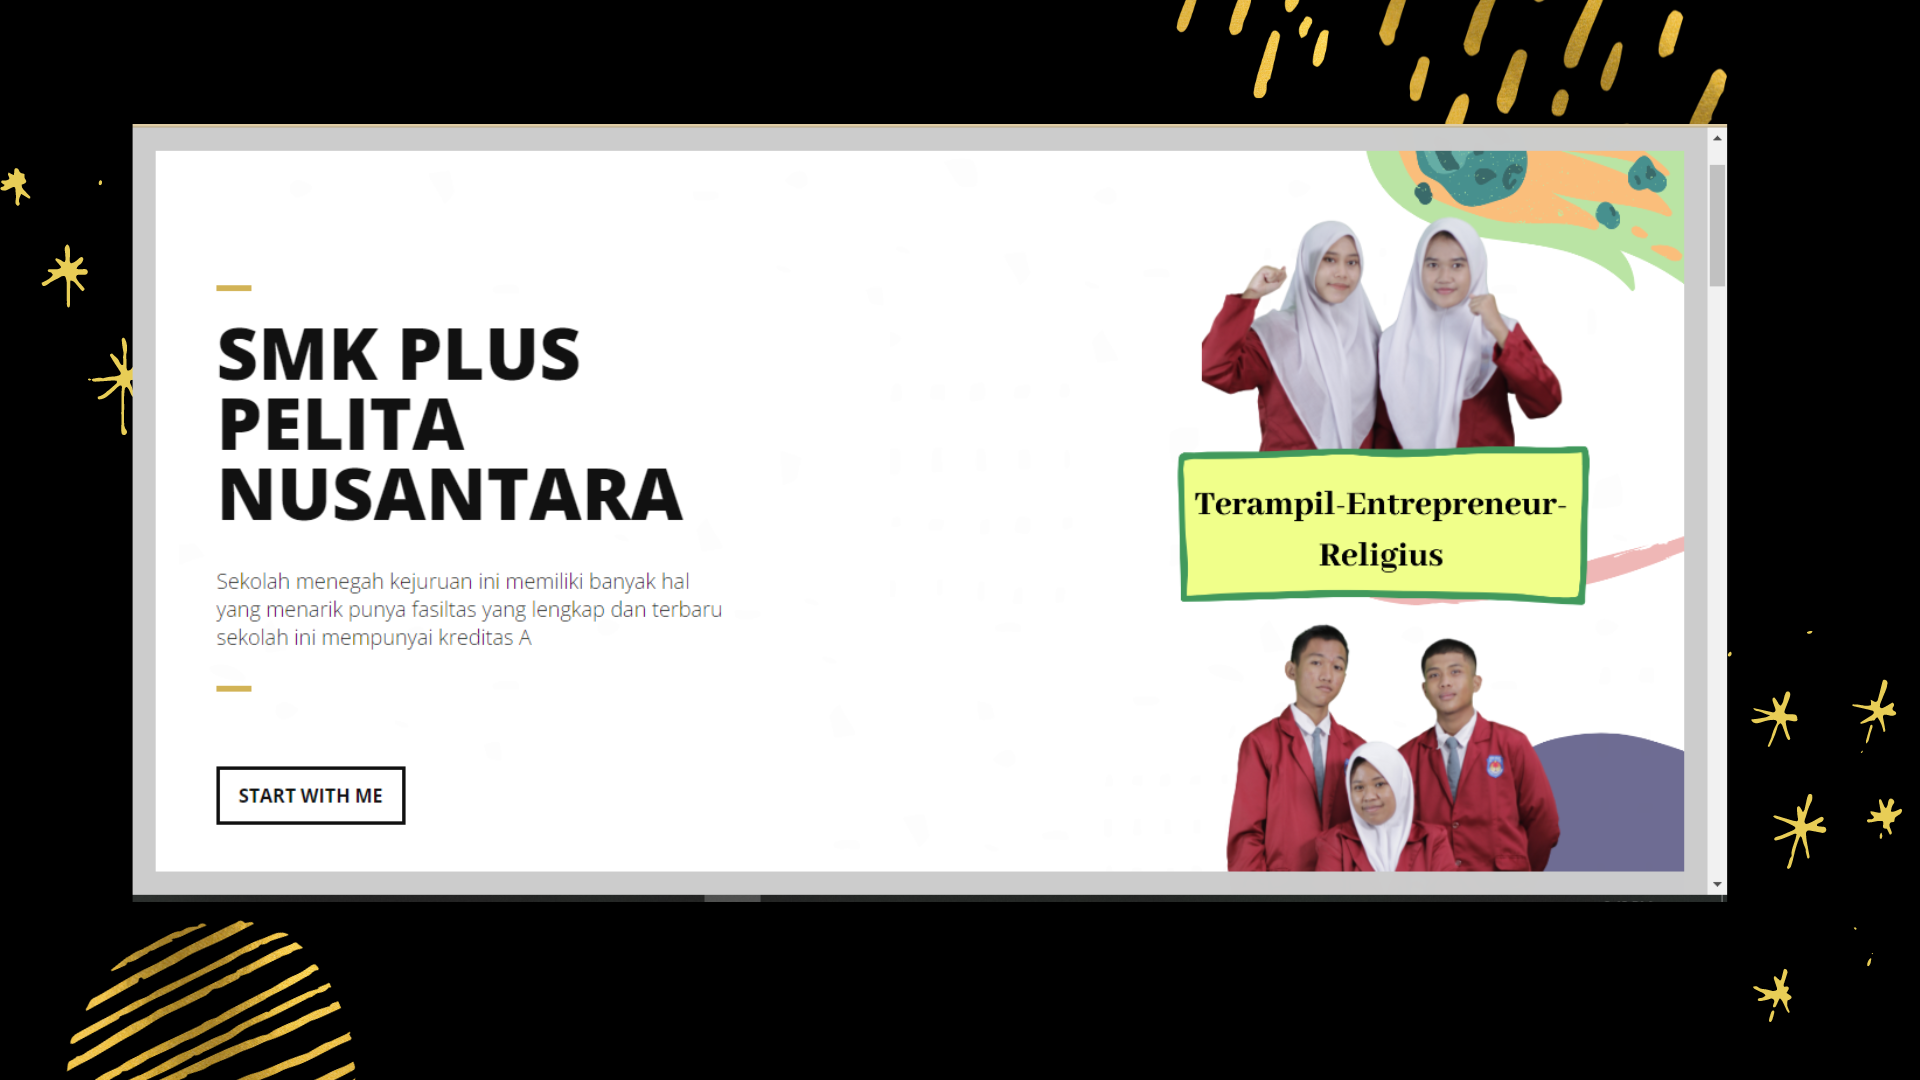 SMK PLUS
PELITA
NUSANTARA
Sekolah menegah kejuruan ini memiliki banyak hal
yang menarik punya fasiltas yang lengkap dan terbaru
sekolah ini mempunyai kreditas A
START WITH ME
Terampil-Entrepreneur-
Religius